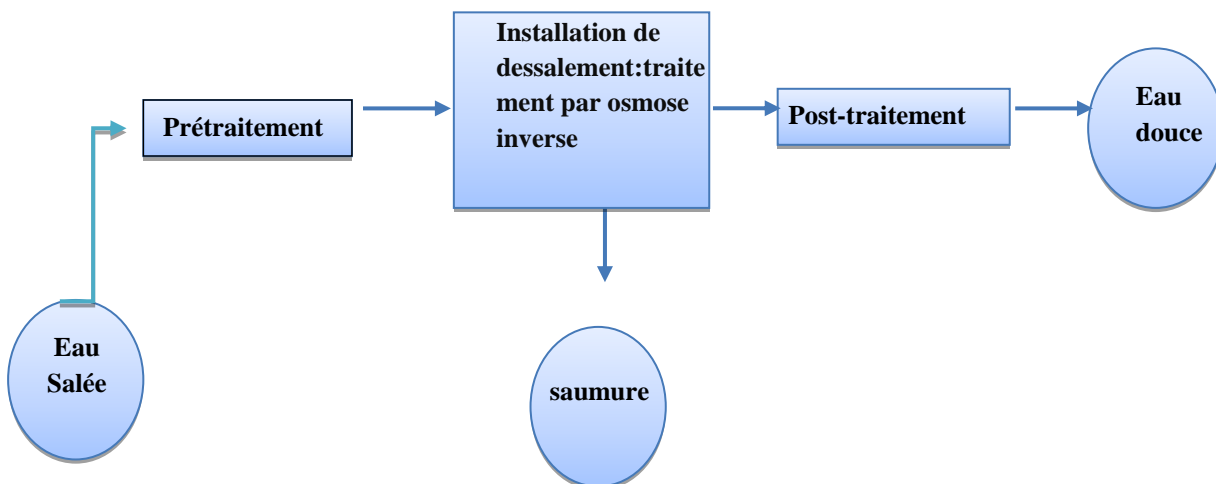 Eau
Salée
Prétraitement
Installation de
dessalement:traite
ment par osmose
inverse
saumure
Post-traitement
Eau
douce